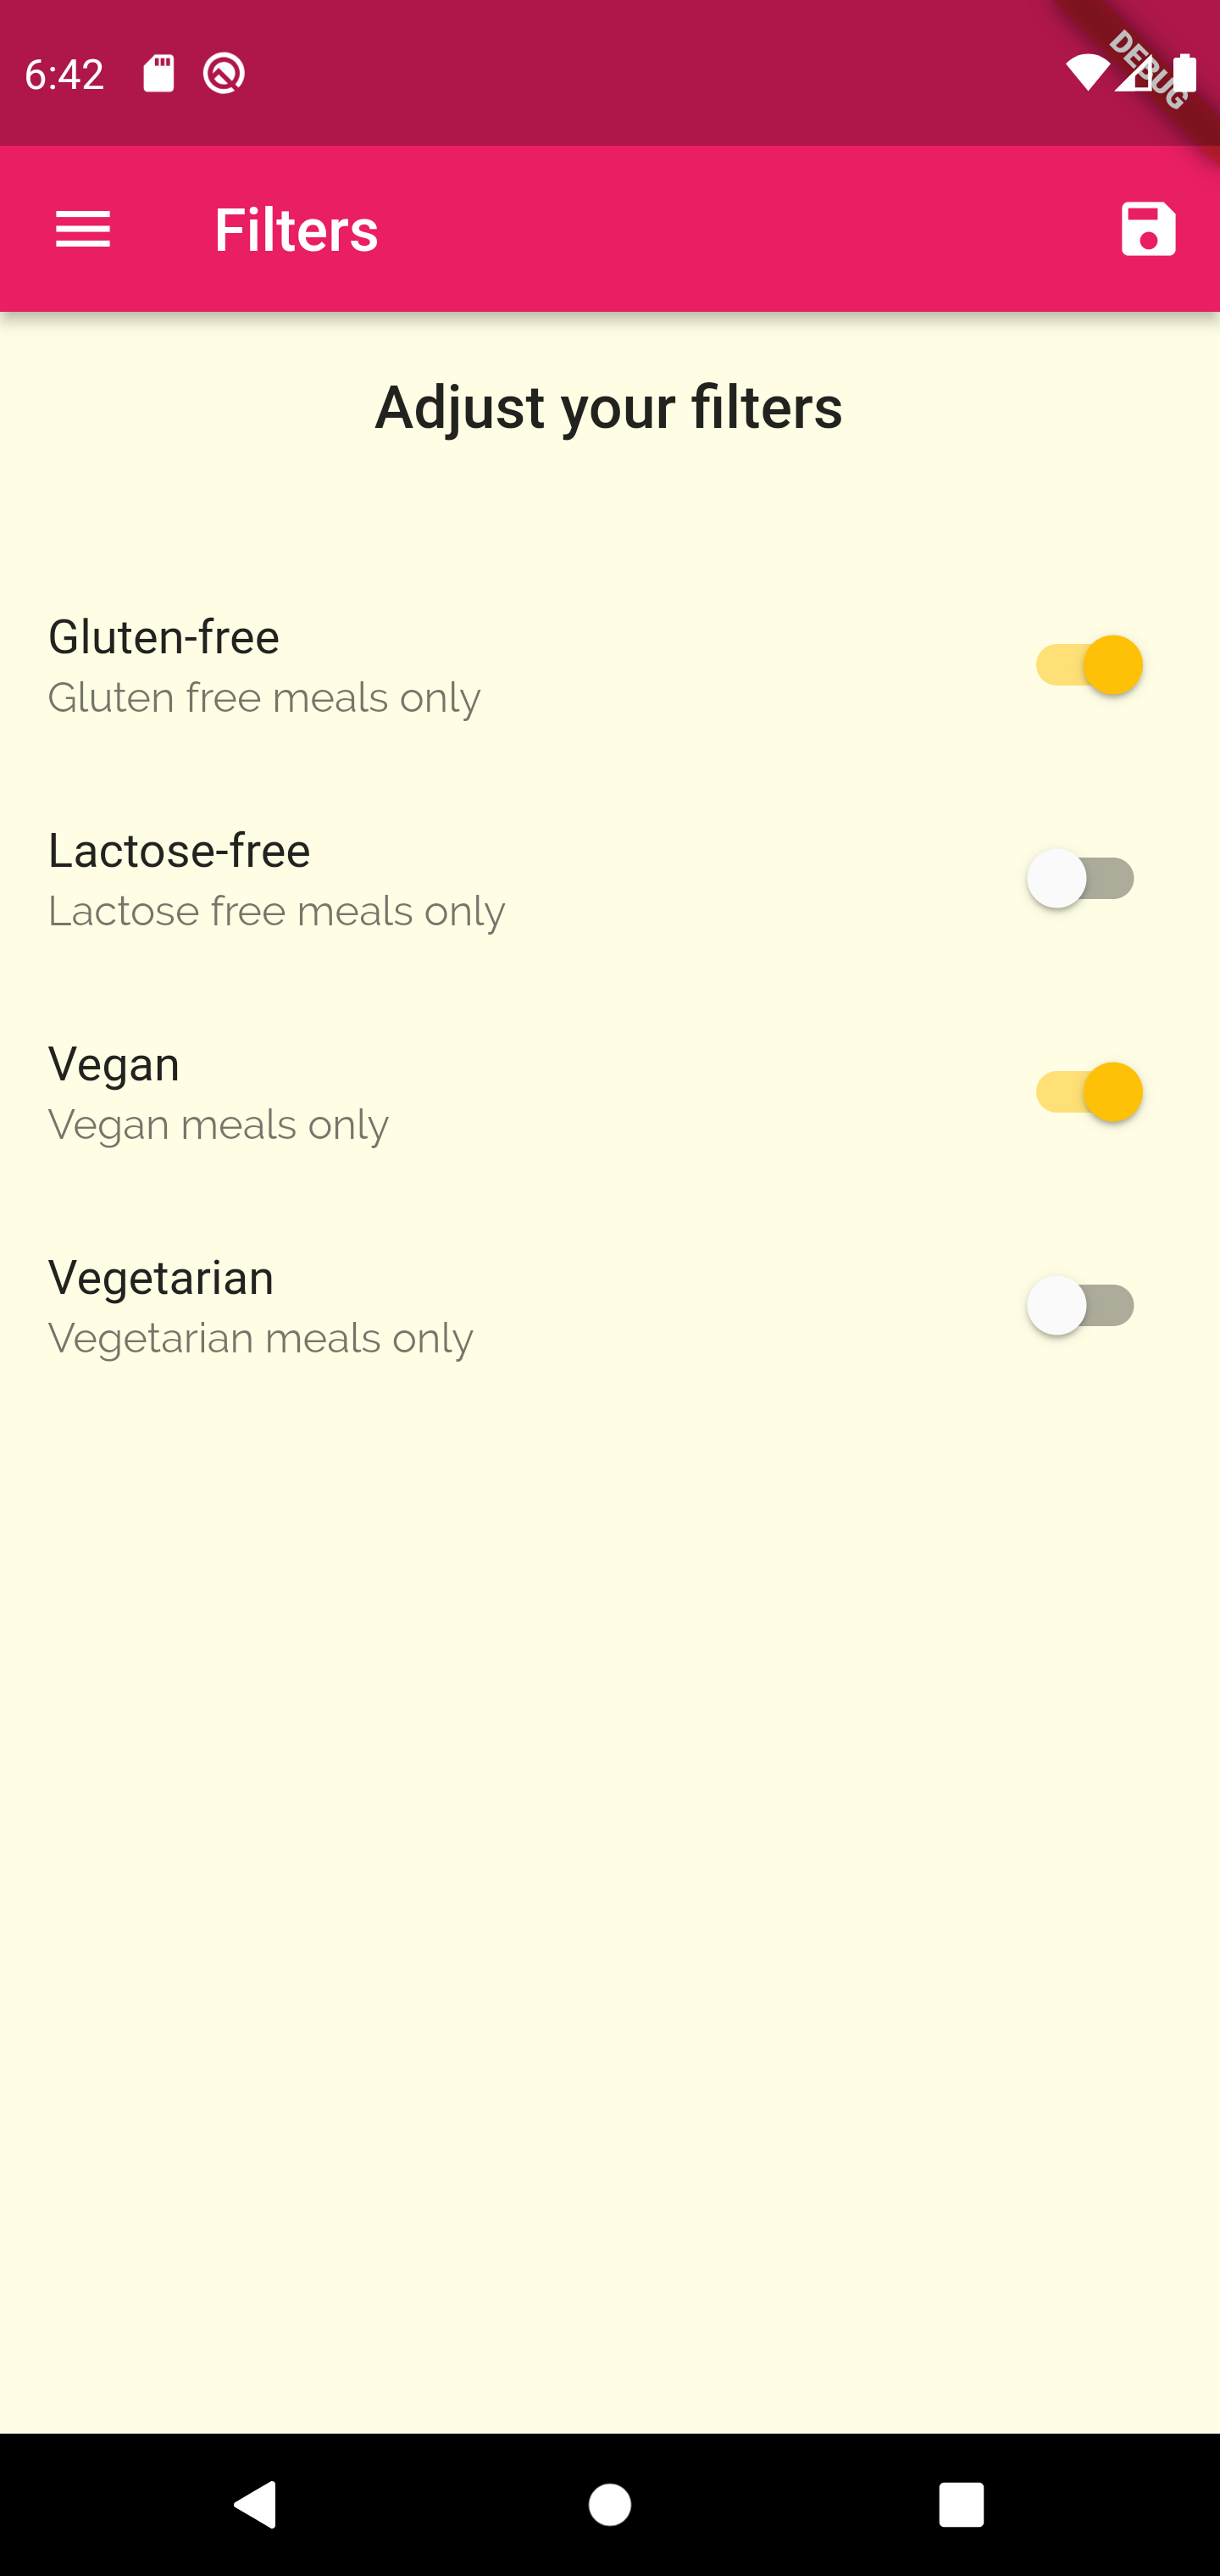 6:42
DEBUG
Filters
Adjust your filters
Gluten-free
Gluten free meals only
Lactose-free
Lactose free meals only
Vegan
Vegan meals only
Vegetarian
Vegetarian meals only